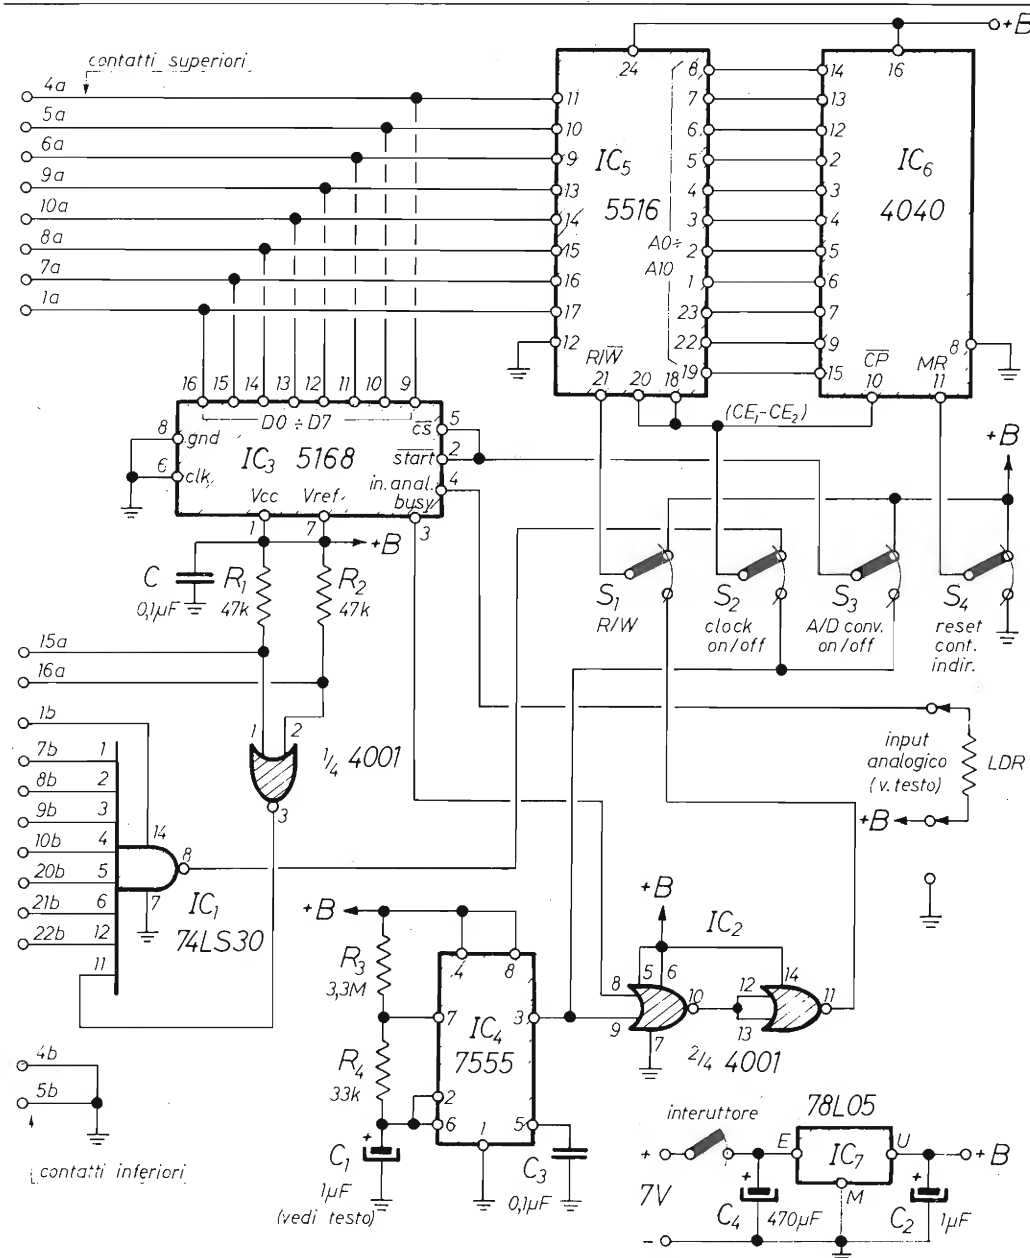 +B
contatti superiori
4a
5a
6a
9a
10a
8a
7a
1a
24
11
10
9
13
14
15
16
17
12
IC5
5516
8
7
6
5
4
3
2
1
23
22
19
A0÷
A10
R/W
21
20
18
16
14
13
12
2
3
4
5
6
7
9
15
IC6
4040
8
CP
10
MR
11
(CE1-CE2)
16
15
14
13
12
11
10
9
D0÷D7
8
gnd
6
clk
IC3 5168
cs
5
start
2
in.anal.
4
busy
3
Vcc
1
Vref.
7
+B
+B
C
0,1µF
R1
47k
R2
47k
S1
R/W
S2
clock
on/off
S3
A/D conv.
on/off
S4
reset
cont.
indir.
15a
16a
1b
7b
8b
9b
10b
20b
21b
22b
1
2
3
4
5
6
12
11
14
8
7
IC1
74LS30
1
2
3
1/4 4001
input
analogico
(v. testo)
LDR
+B
4b
5b
contatti inferiori
+B
R3
3,3M
R4
33k
C1
+
1µF
(vedi testo)
4
8
7
3
IC4
7555
2
6
1
5
C3
0,1µF
+B
IC2
5
6
8
9
7
10
14
12
13
11
2/4 4001
interuttore
78L05
+
7V
-
E
IC7
U
M
+B
+
C4
470µF
+
C2
1µF